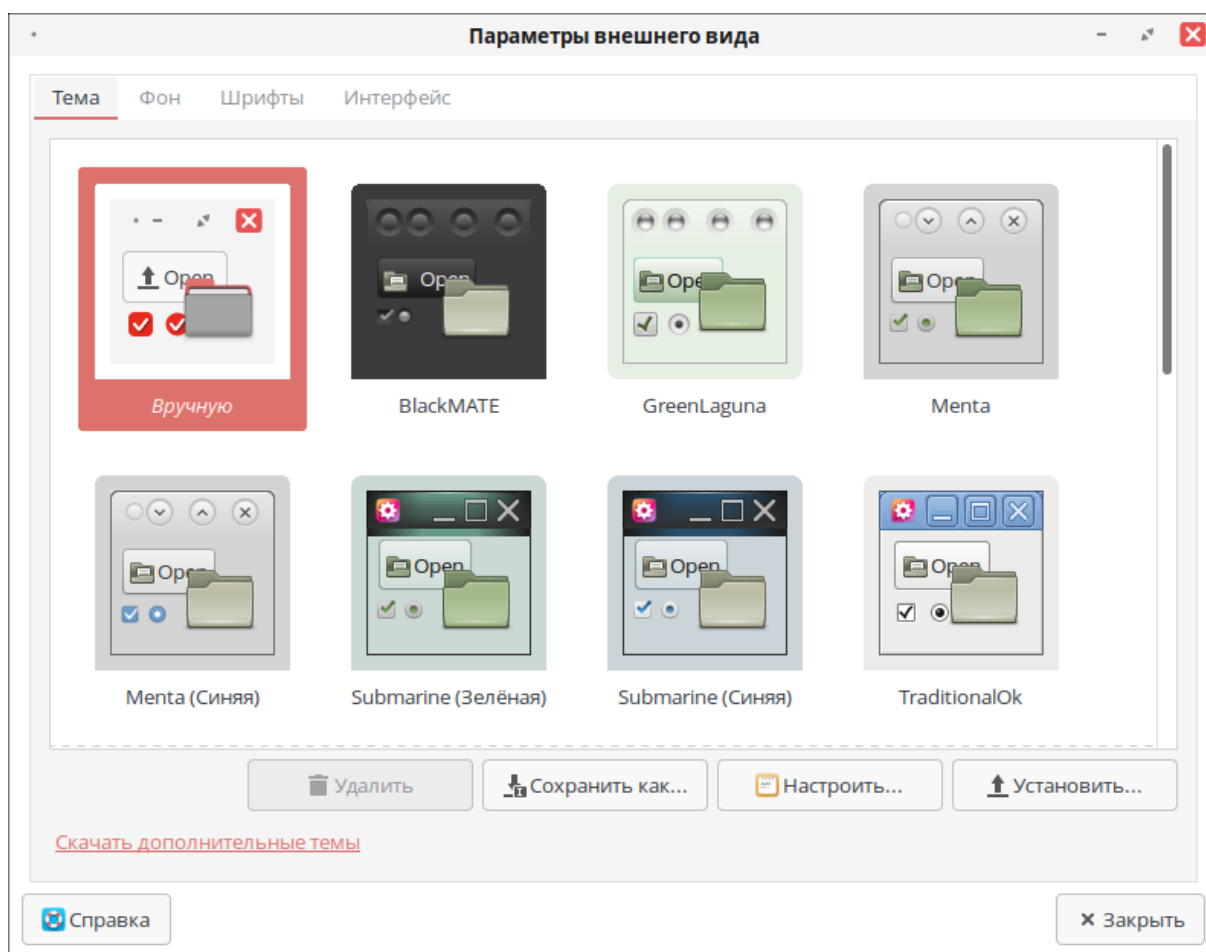 Параметры внешнего вида
Тема Фон Шрифты Интерфейс
Open Open Open Open
Вручную BlackMATE GreenLaguna Menta
Open Open Open Open
Menta (Синяя) Submarine (Зелёная) Submarine (Синяя) TraditionalOk
Удалить Сохранить как... Настроить... Установить...
Скачать дополнительные темы
Справка Закрыть